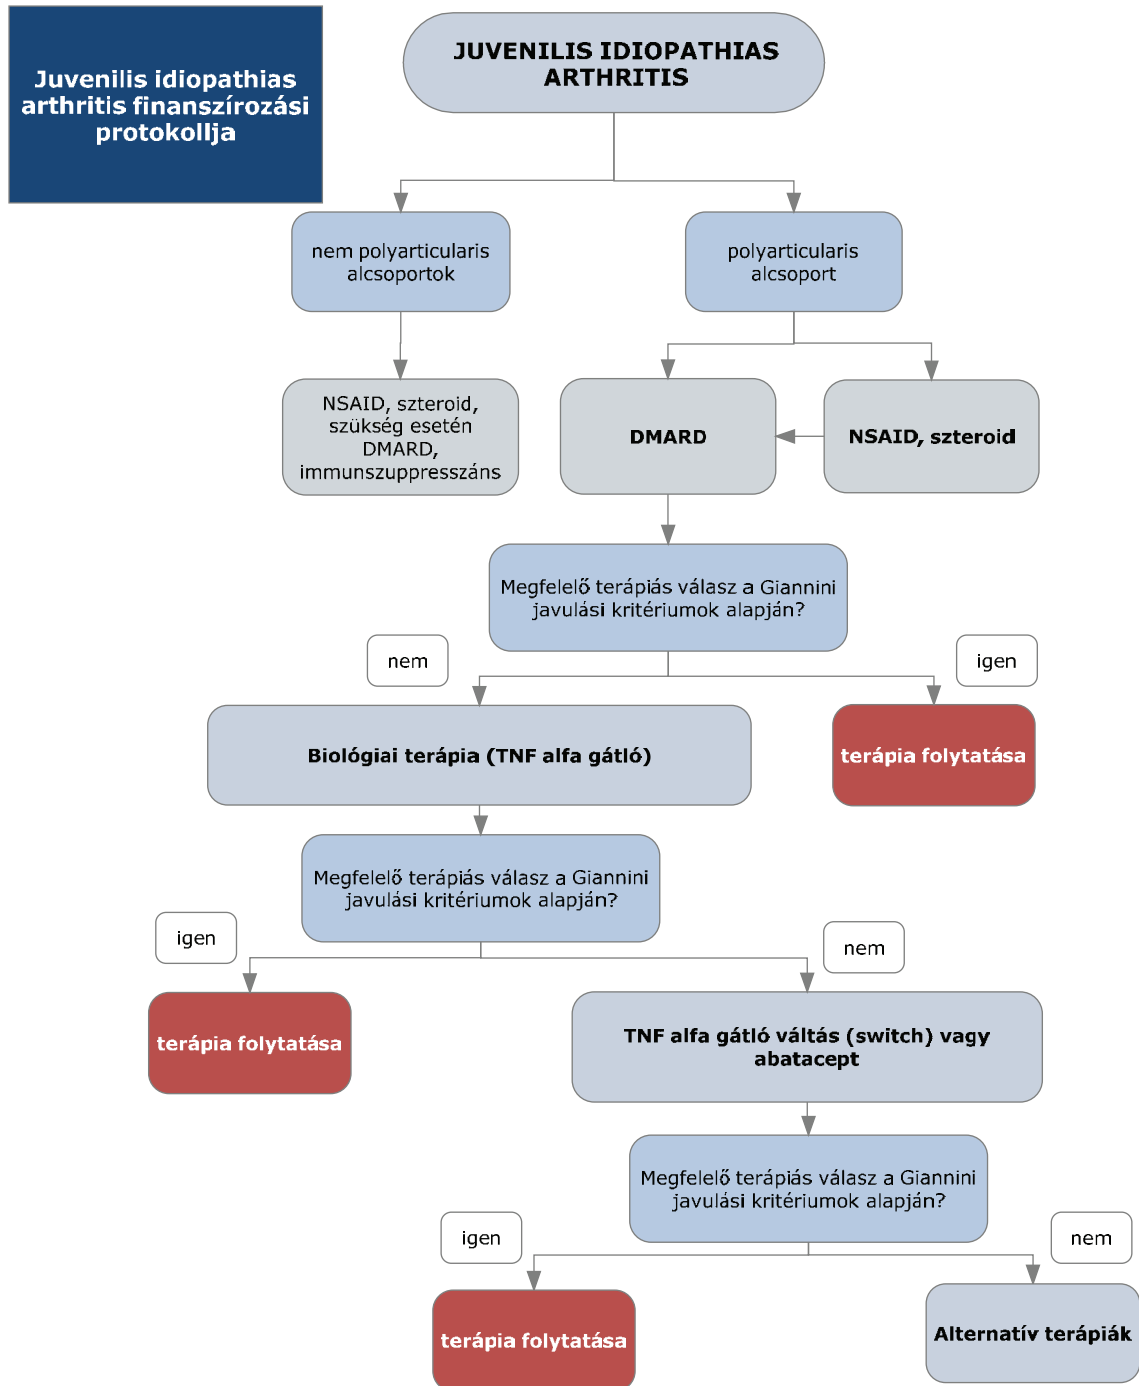 Juvenilis idiopathias
arthritis finanszírozási
protokollja
JUVENILIS IDIOPATHIAS
ARTHRITIS
nem polyarticularis
alcsoportok
polyarticularis
alcsoport
NSAID, szteroid,
szükség esetén
DMARD,
immunszuppresszáns
DMARD
NSAID, szteroid
Megfelelő terápiás válasz a Giannini
javulási kritériumok alapján?
nem
igen
Biológiai terápia (TNF alfa gátló)
terápia folytatása
Megfelelő terápiás válasz a Giannini
javulási kritériumok alapján?
igen
nem
terápia folytatása
TNF alfa gátló váltás (switch) vagy
abatacept
Megfelelő terápiás válasz a Giannini
javulási kritériumok alapján?
igen
nem
terápia folytatása
Alternatív terápiák